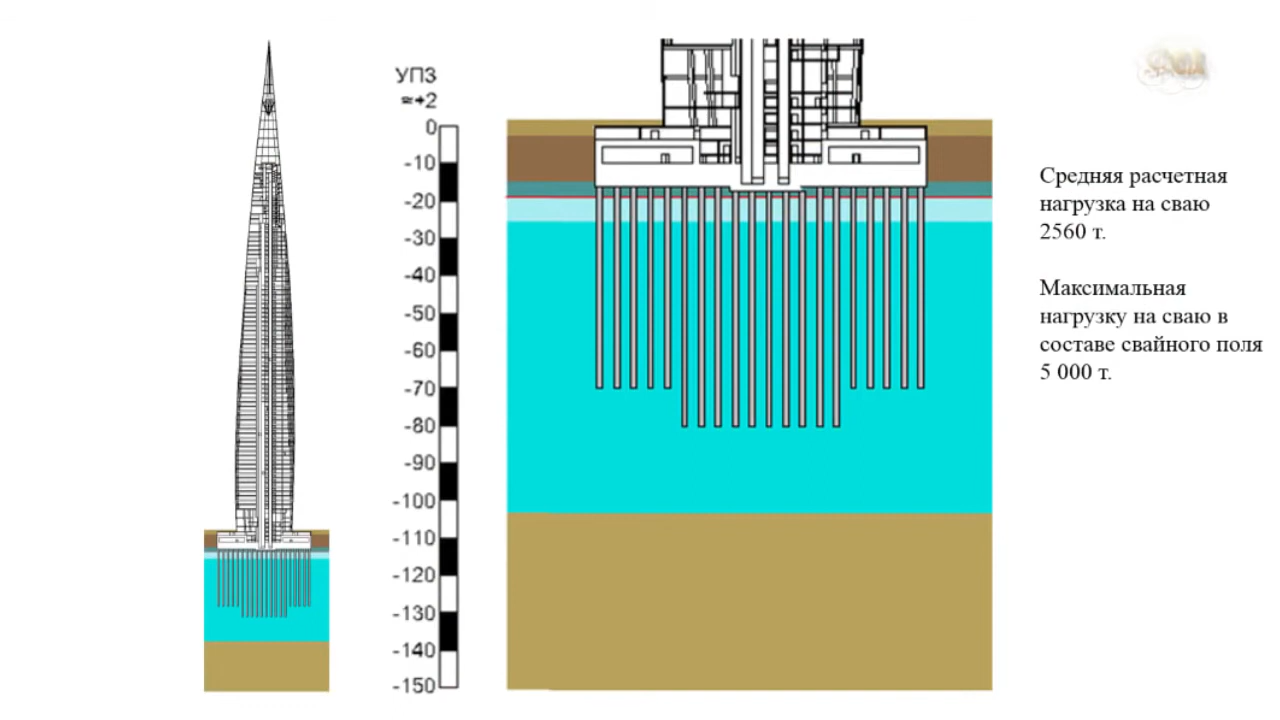 УПЗ
≈+2
0
-10
-20
-30
-40
-50
-60
-70
-80
-90
-100
-110
-120
-130
-140
-150
Средняя расчетная
нагрузка на сваю
2560 т.
Максимальная
нагрузку на сваю в
составе свайного поля
5 000 т.